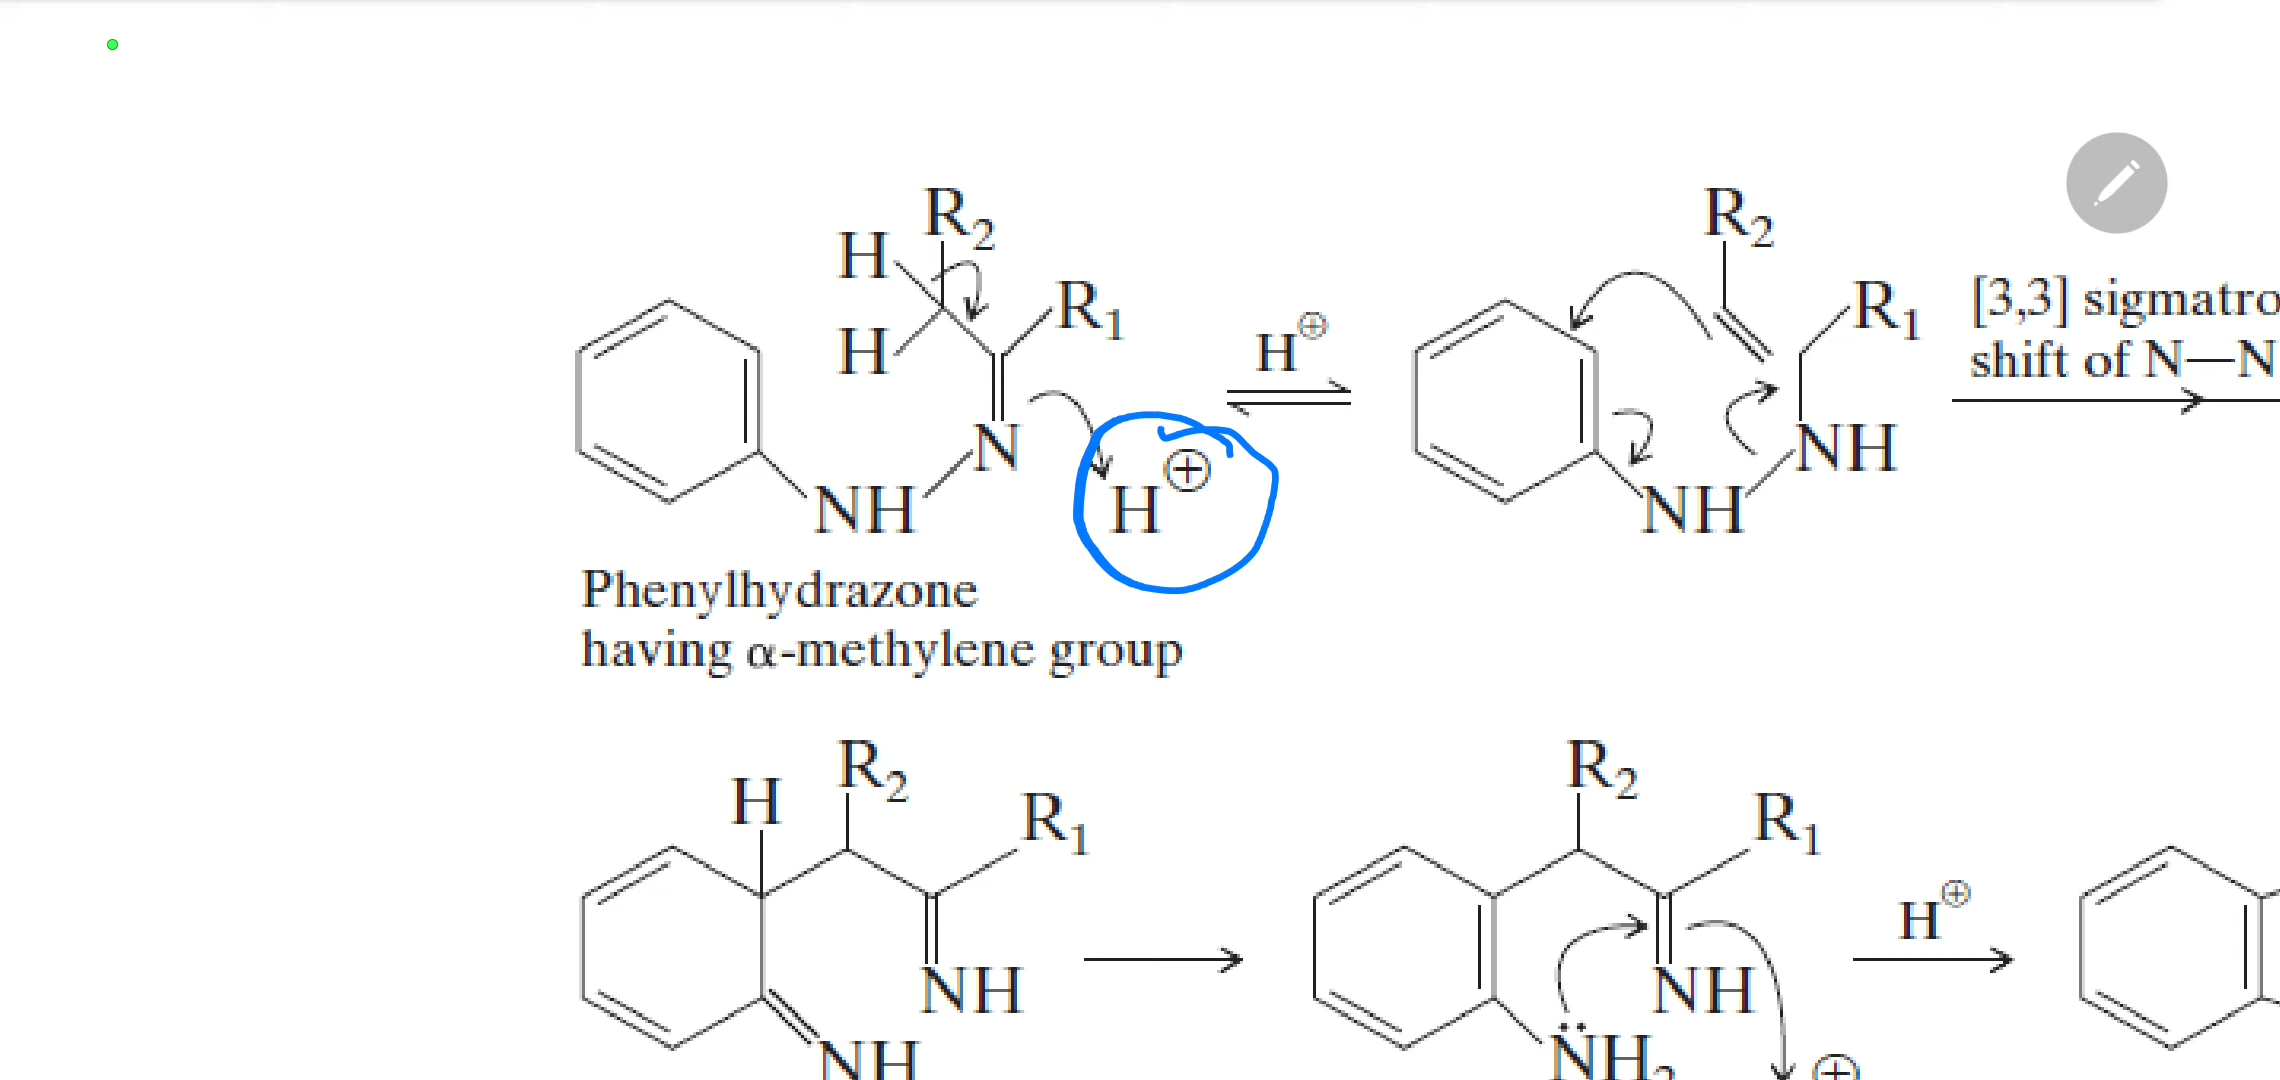 R₂
H
R₁
H
N
H⊕
NH
Phenylhydrazone
having α-methylene group
H⊕
R₂
R₁
NH
NH
[3,3] sigmatro
shift of N—N
H
R₂
R₁
NH
NH
R₂
R₁
NH
N̈H₂
⊕
H⊕